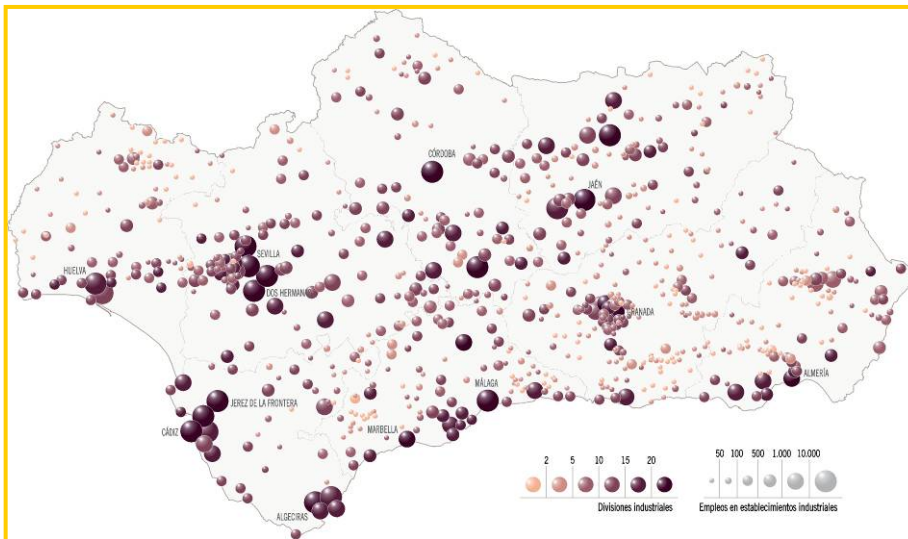 CÓRDOBA
JAÉN
SEVILLA
HUELVA
DOS HERMANAS
GRANADA
JEREZ DE LA FRONTERA
MÁLAGA
ALMERÍA
CÁDIZ
MARBELLA
ALGECIRAS
2 5 10 15 20
Divisiones industriales
50 100 500 1.000 10.000
Empleos en establecimientos industriales